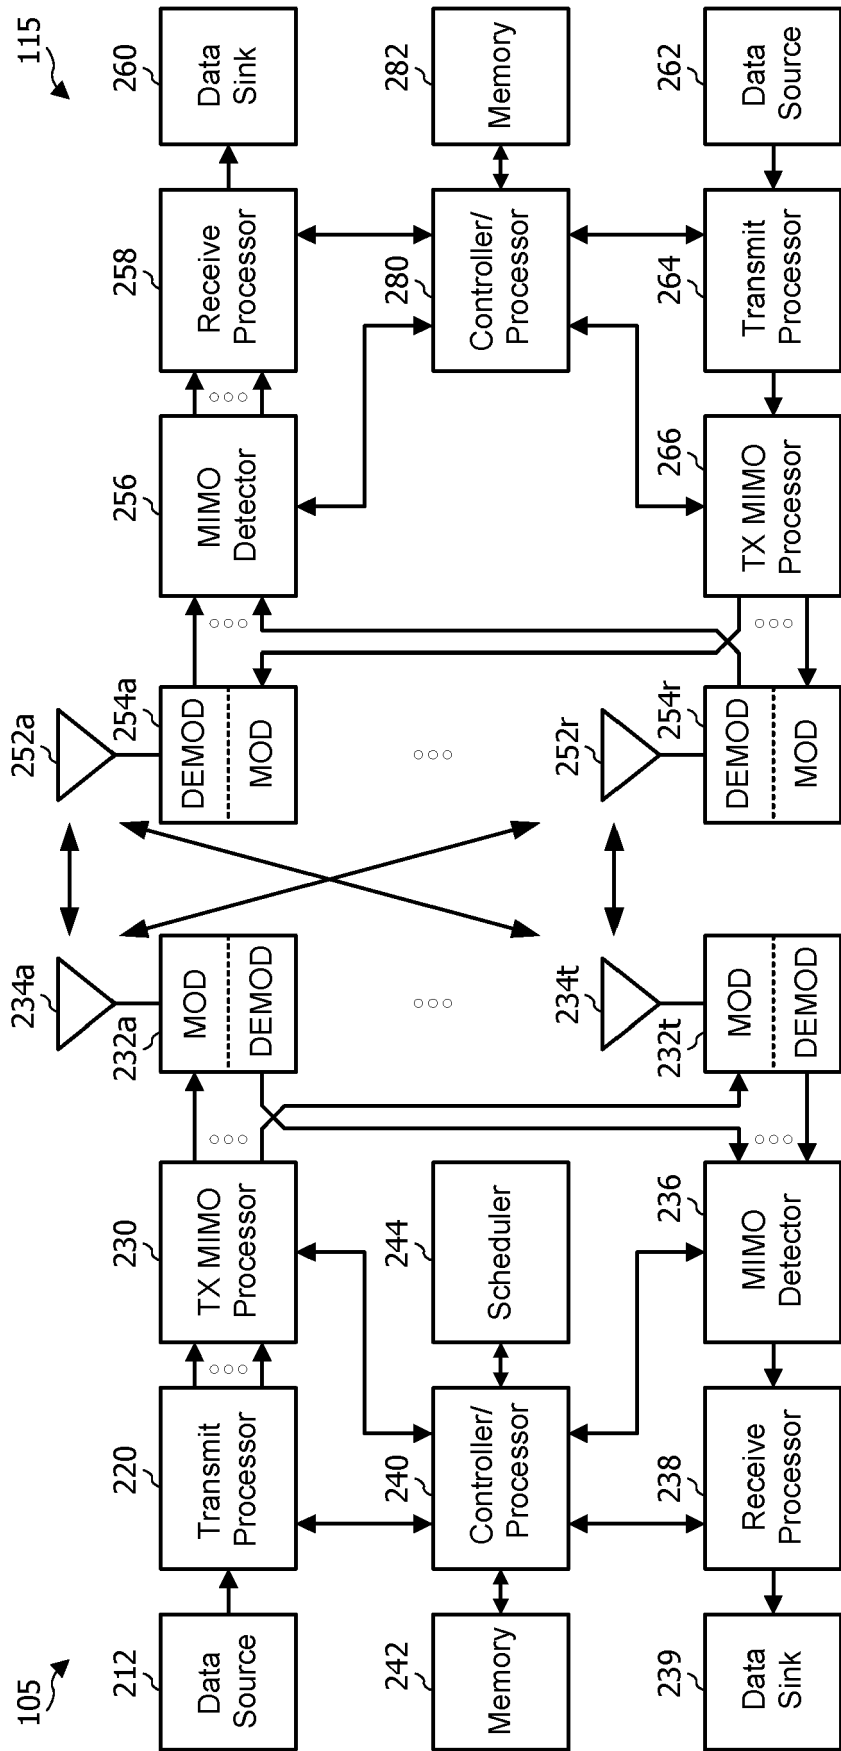 105
212
Data
Source
220
Transmit
Processor
230
TX MIMO
Processor
232a
MOD
DEMOD
234a
252a
254a
DEMOD
MOD
256
MIMO
Detector
258
Receive
Processor
260
Data
Sink
115
242
Memory
240
Controller/
Processor
244
Scheduler
280
Controller/
Processor
282
Memory
239
Data
Sink
238
Receive
Processor
236
MIMO
Detector
232t
MOD
DEMOD
234t
252r
254r
DEMOD
MOD
266
TX MIMO
Processor
264
Transmit
Processor
262
Data
Source